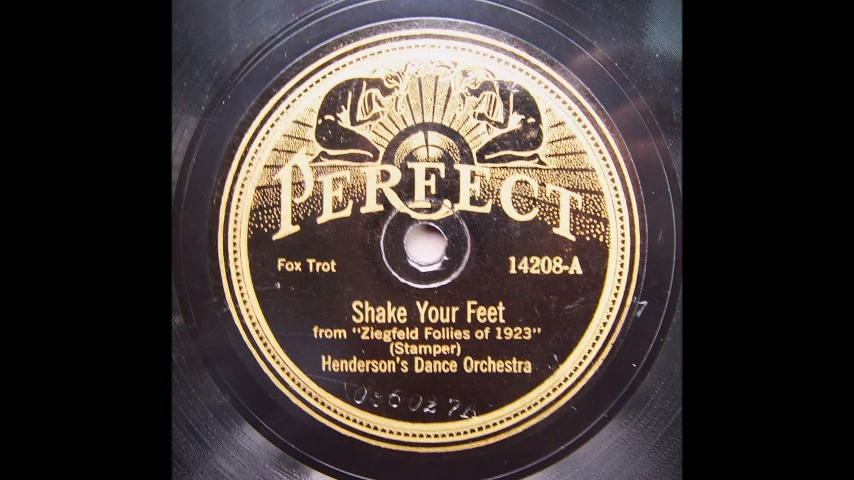 PERFECT
Fox Trot 14208-A
Shake Your Feet
from "Ziegfeld Follies of 1923"
(Stamper)
Henderson's Dance Orchestra